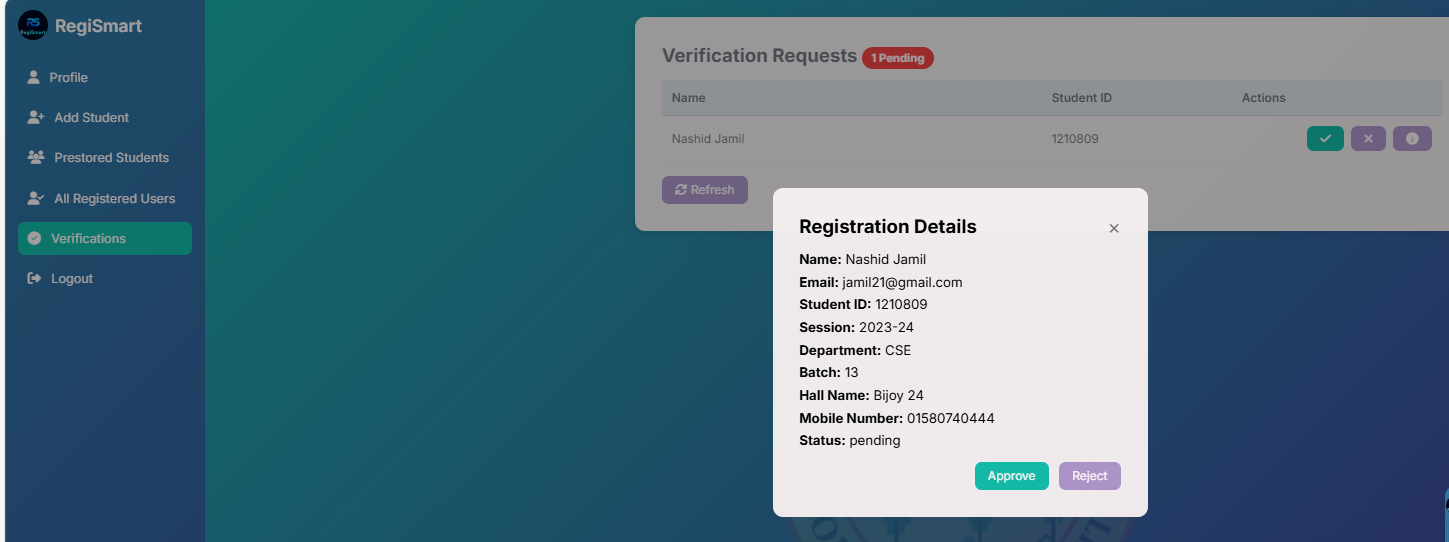 RS
RegiSmart
RegiSmart
Profile
Add Student
Prestored Students
All Registered Users
Verifications
Logout
Verification Requests 1 Pending
Name Student ID Actions
Nashid Jamil 1210809
Refresh
Registration Details ×
Name: Nashid Jamil
Email: jamil21@gmail.com
Student ID: 1210809
Session: 2023-24
Department: CSE
Batch: 13
Hall Name: Bijoy 24
Mobile Number: 01580740444
Status: pending
Approve Reject